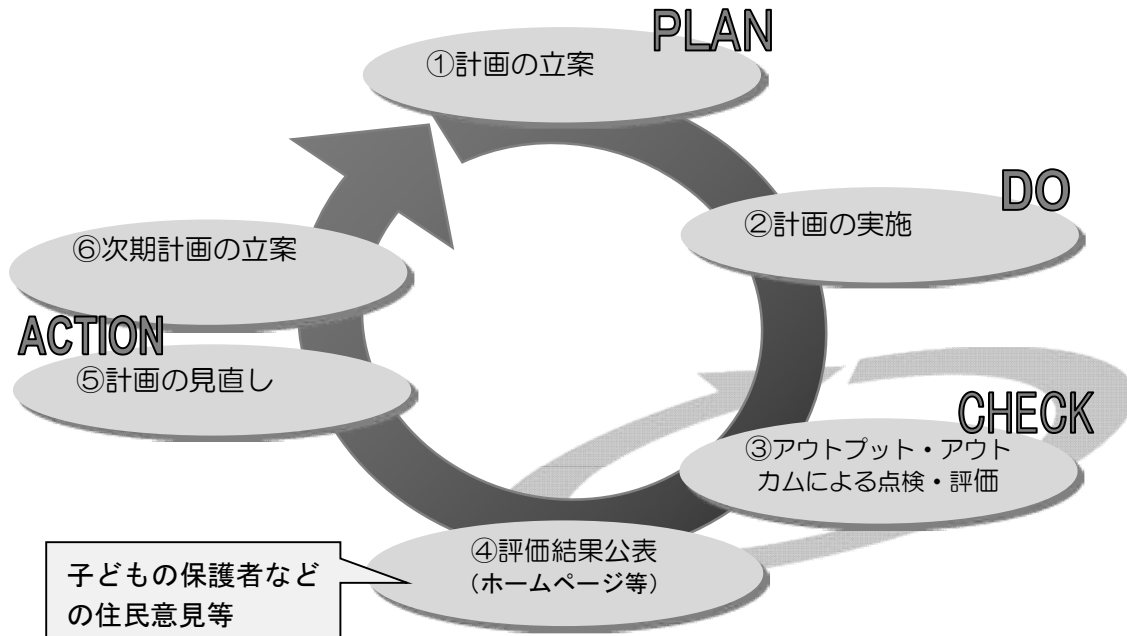 PLAN
①計画の立案
DO
②計画の実施
CHECK
③アウトプット・アウト
カムによる点検・評価
④評価結果公表
（ホームページ等）
子どもの保護者など
の住民意見等
ACTION
⑤計画の見直し
⑥次期計画の立案